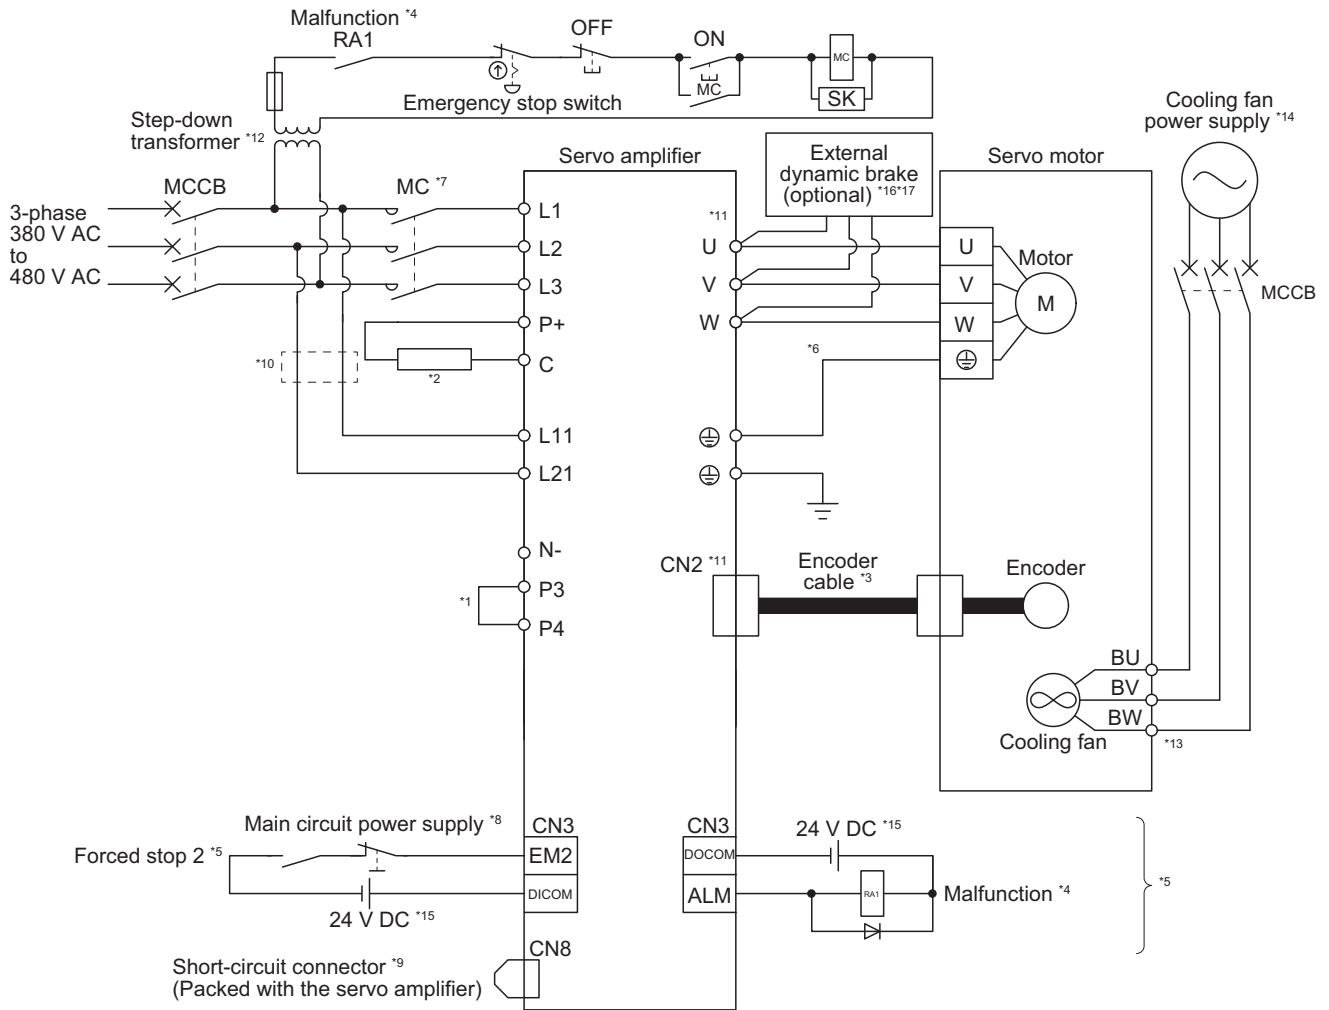 Malfunction *4
RA1
OFF
ON
MC
MC
SK
Emergency stop switch
Step-down
transformer *12
Cooling fan
power supply *14
Servo amplifier
External
dynamic brake
(optional) *16*17
Servo motor
MCCB
MC *7
3-phase
380 V AC
to
480 V AC
L1
L2
L3
P+
C
*10
*2
L11
L21
N-
P3
P4
*1
*11
U
V
W
*6
U
V
W
Motor
M
MCCB
CN2 *11
Encoder
cable *3
Encoder
BU
BV
BW
*13
Cooling fan
Main circuit power supply *8
Forced stop 2 *5
24 V DC *15
CN3
EM2
DICOM
CN3
DOCOM
ALM
24 V DC *15
RA1
Malfunction *4
*5
CN8
Short-circuit connector *9
(Packed with the servo amplifier)